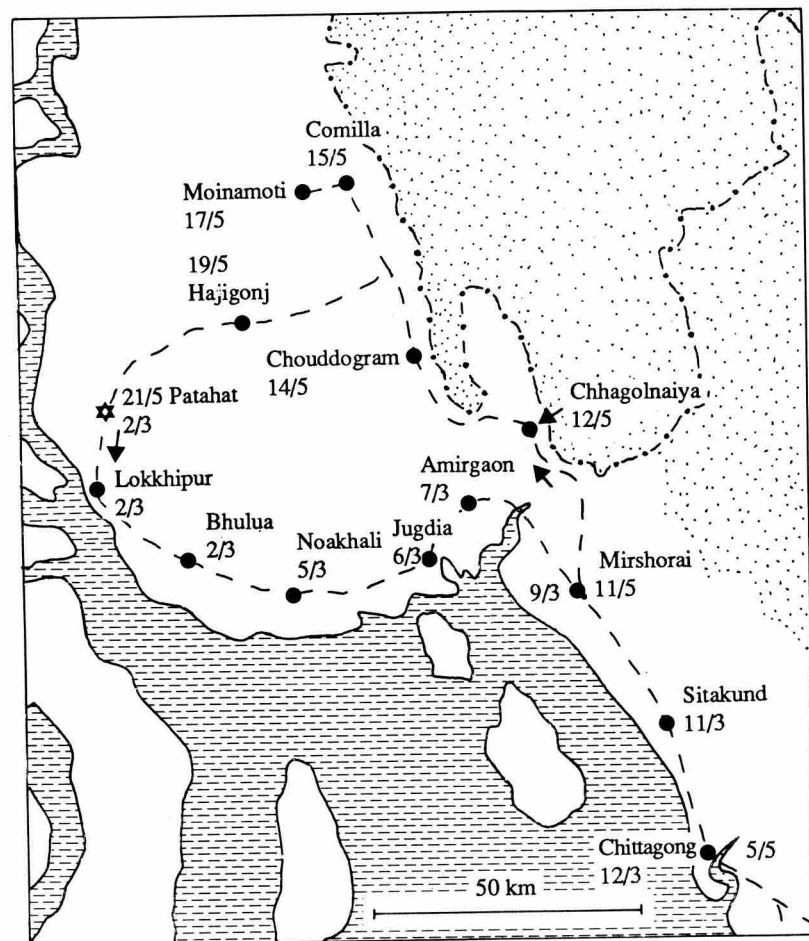 Comilla
15/5
Moinamoti
17/5
19/5
Hajigonj
Chouddogram
14/5
Chhagolnaiya
12/5
21/5 Patahat
2/3
Amirgaon
7/3
Lokkhipur
2/3
Bhulua
2/3
Noakhali
5/3
Jugdia
6/3
Mirshorai
9/3 11/5
Sitakund
11/3
Chittagong
12/3
5/5
50 km